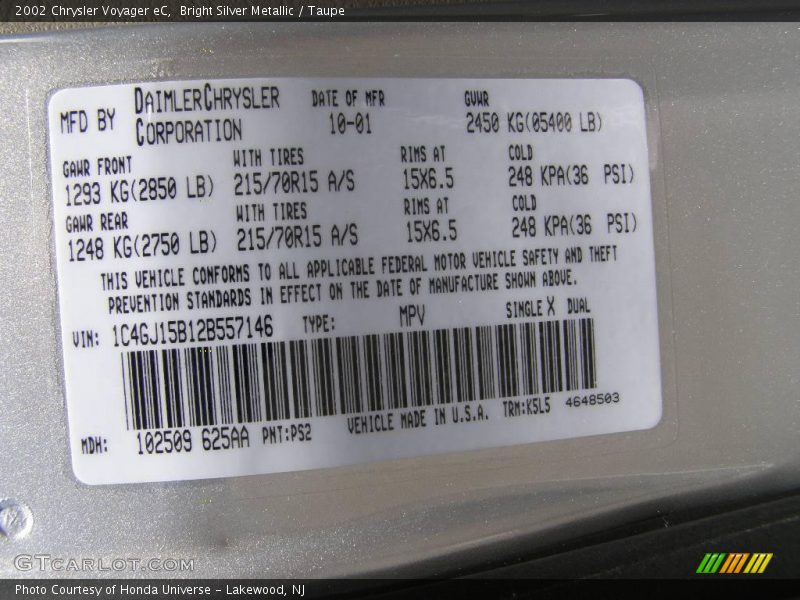 2002 Chrysler Voyager eC,  Bright Silver Metallic / Taupe
MFD BY DAIMLERCHRYSLER CORPORATION DATE OF MFR 10-01 GVWR 2450 KG(05400 LB)
GAWR FRONT WITH TIRES RIMS AT COLD
1293 KG(2850 LB) 215/70R15 A/S 15X6.5 248 KPA(36 PSI)
GAWR REAR WITH TIRES RIMS AT COLD
1248 KG(2750 LB) 215/70R15 A/S 15X6.5 248 KPA(36 PSI)
THIS VEHICLE CONFORMS TO ALL APPLICABLE FEDERAL MOTOR VEHICLE SAFETY AND THEFT
PREVENTION STANDARDS IN EFFECT ON THE DATE OF MANUFACTURE SHOWN ABOVE.
VIN: 1C4GJ15B12B557146 TYPE: MPV SINGLE X DUAL
MDH: 102509 625AA PNT:PS2 VEHICLE MADE IN U.S.A. TRM:K5L5 4648503
GTCARLOT.COM
Photo Courtesy of Honda Universe - Lakewood, NJ